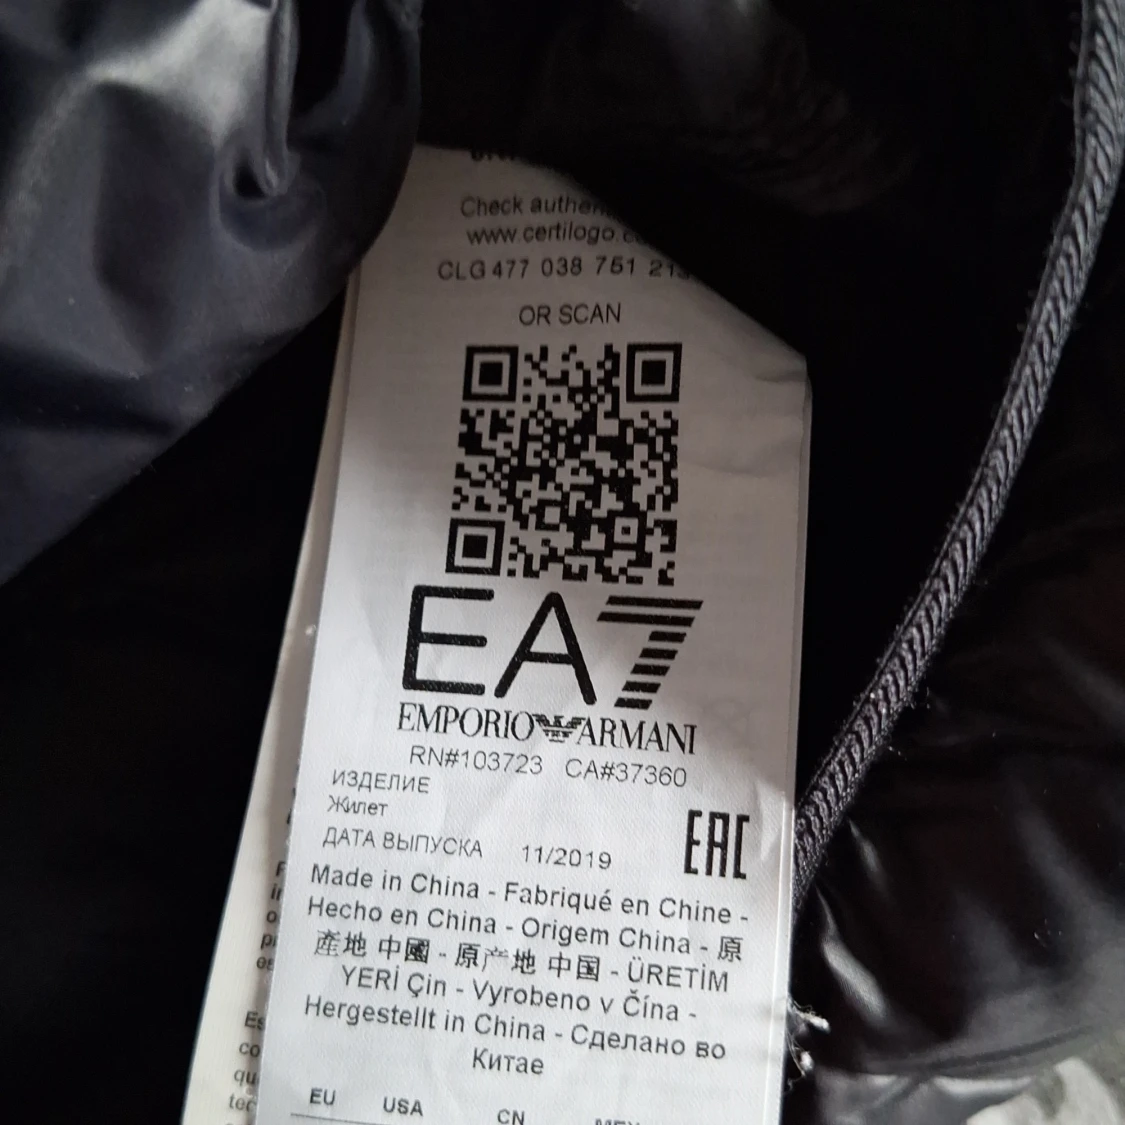 Check
www.certilogo.
CLG 477 038 751
OR SCAN
EA7
EMPORIO ARMANI
RN#103723 CA#37360
ИЗДЕЛИЕ
Жилет
ДАТА ВЫПУСКА 11/2019
EAC
Made in China - Fabriqué en Chine -
Hecho en China - Origem China - 原
產地 中國 - 原产地 中国 - ÜRETİM
YERİ Çin - Vyrobeno v Čína -
Hergestellt in China - Сделано во
Китае
EU USA CN